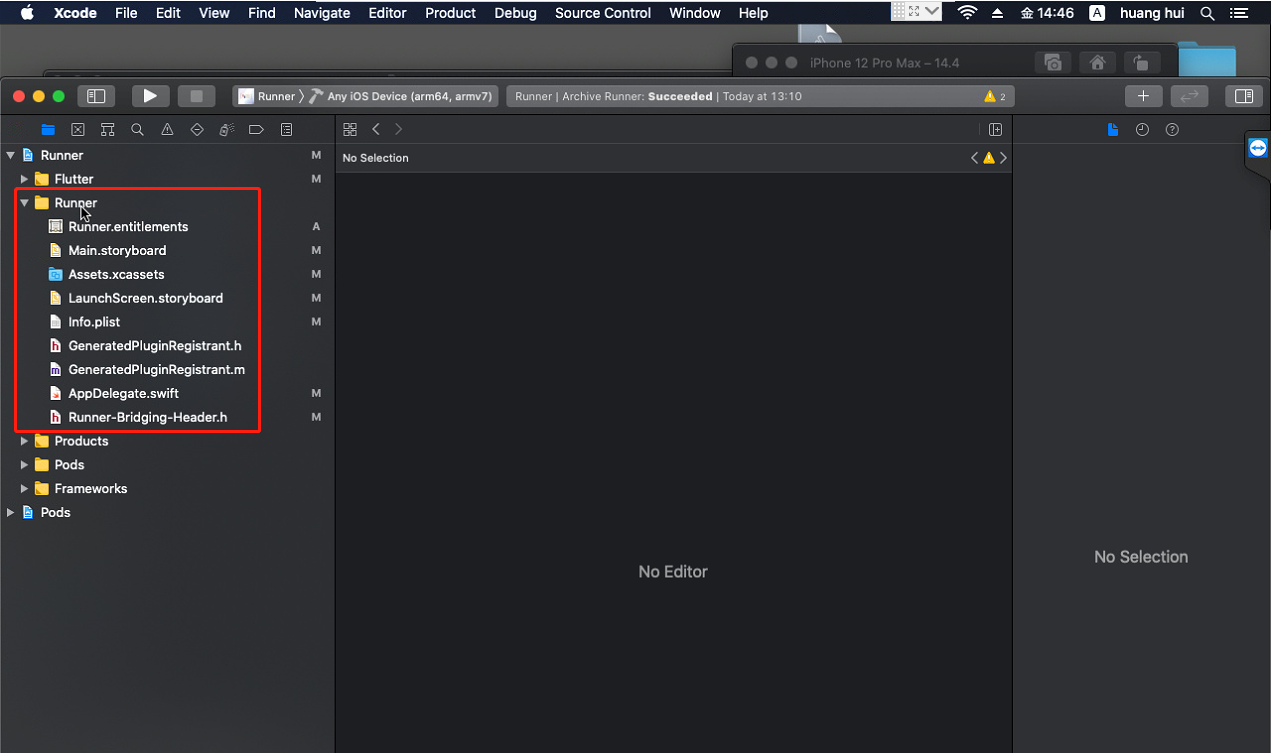 Xcode File Edit View Find Navigate Editor Product Debug Source Control Window Help 金 14:46 A huang hui
iPhone 12 Pro Max – 14.4
Runner 〉 Any iOS Device (arm64, armv7) Runner | Archive Runner: Succeeded | Today at 13:10 2
Runner M
No Selection
Flutter M
Runner
Runner.entitlements A
Main.storyboard M
Assets.xcassets M
LaunchScreen.storyboard M
Info.plist M
GeneratedPluginRegistrant.h
GeneratedPluginRegistrant.m
AppDelegate.swift M
Runner-Bridging-Header.h M
Products
Pods
Frameworks
Pods
No Editor
No Selection